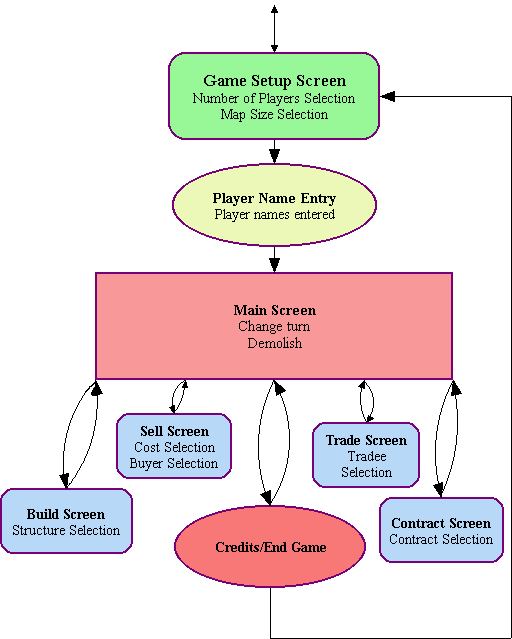 Game Setup Screen
Number of Players Selection
Map Size Selection
Player Name Entry
Player names entered
Main Screen
Change turn
Demolish
Sell Screen
Cost Selection
Buyer Selection
Trade Screen
Tradee
Selection
Build Screen
Structure Selection
Contract Screen
Contract Selection
Credits/End Game